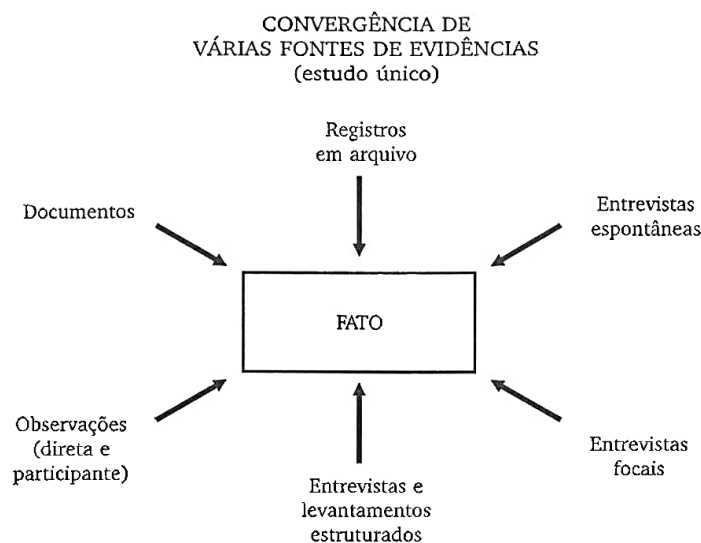 CONVERGÊNCIA DE
VÁRIAS FONTES DE EVIDÊNCIAS
(estudo único)
Registros
em arquivo
Documentos
Entrevistas
espontâneas
FATO
Observações
(direta e
participante)
Entrevistas e
levantamentos
estruturados
Entrevistas
focais